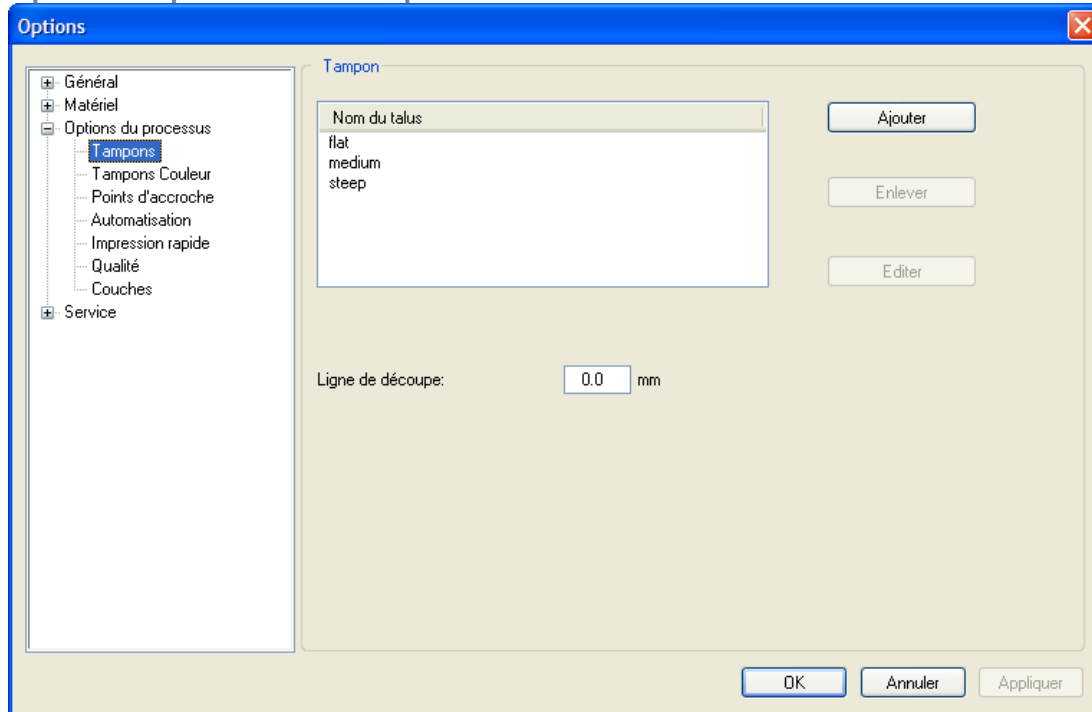 Options
Général
Matériel
Options du processus
Tampons
Tampons Couleur
Points d'accroche
Automatisation
Impression rapide
Qualité
Couches
Service
Tampon
Nom du talus
flat
medium
steep
Ajouter
Enlever
Editer
Ligne de découpe: 0.0 mm
OK Annuler Appliquer